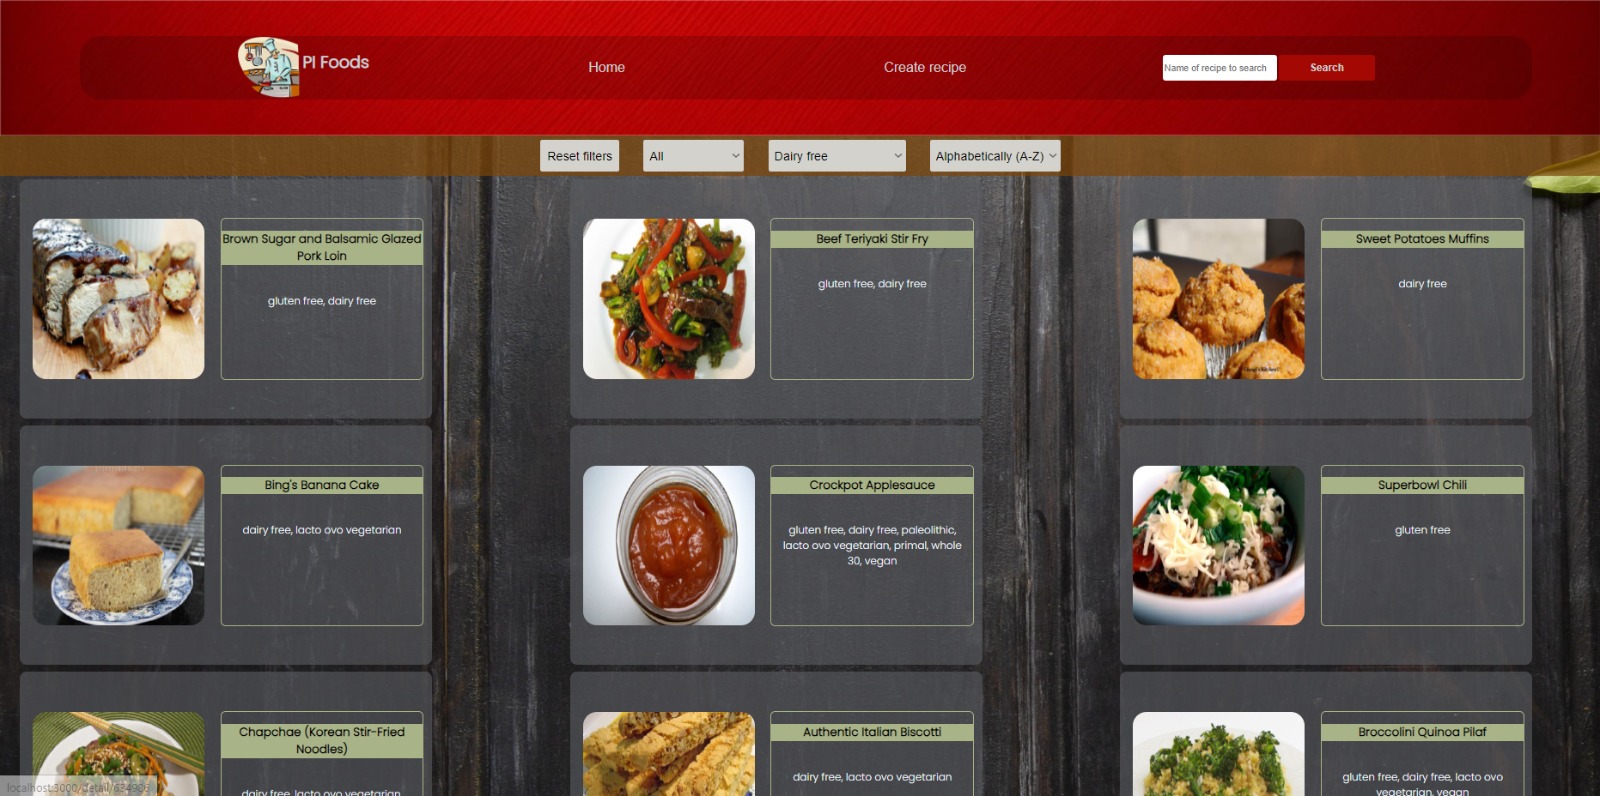 PI Foods
Home
Create recipe
Name of recipe to search
Search
Reset filters
All
Dairy free
Alphabetically (A-Z)
Brown Sugar and Balsamic Glazed
Pork Loin
gluten free, dairy free
Beef Teriyaki Stir Fry
gluten free, dairy free
Sweet Potatoes Muffins
dairy free
Bing's Banana Cake
dairy free, lacto ovo vegetarian
Crockpot Applesauce
gluten free, dairy free, paleolithic,
lacto ovo vegetarian, primal, whole
30, vegan
Superbowl Chili
gluten free
Chapchae (Korean Stir-Fried
Noodles)
dairy free, lacto ovo vegetarian
Authentic Italian Biscotti
dairy free, lacto ovo vegetarian
Broccolini Quinoa Pilaf
gluten free, dairy free, lacto ovo
vegetarian, vegan